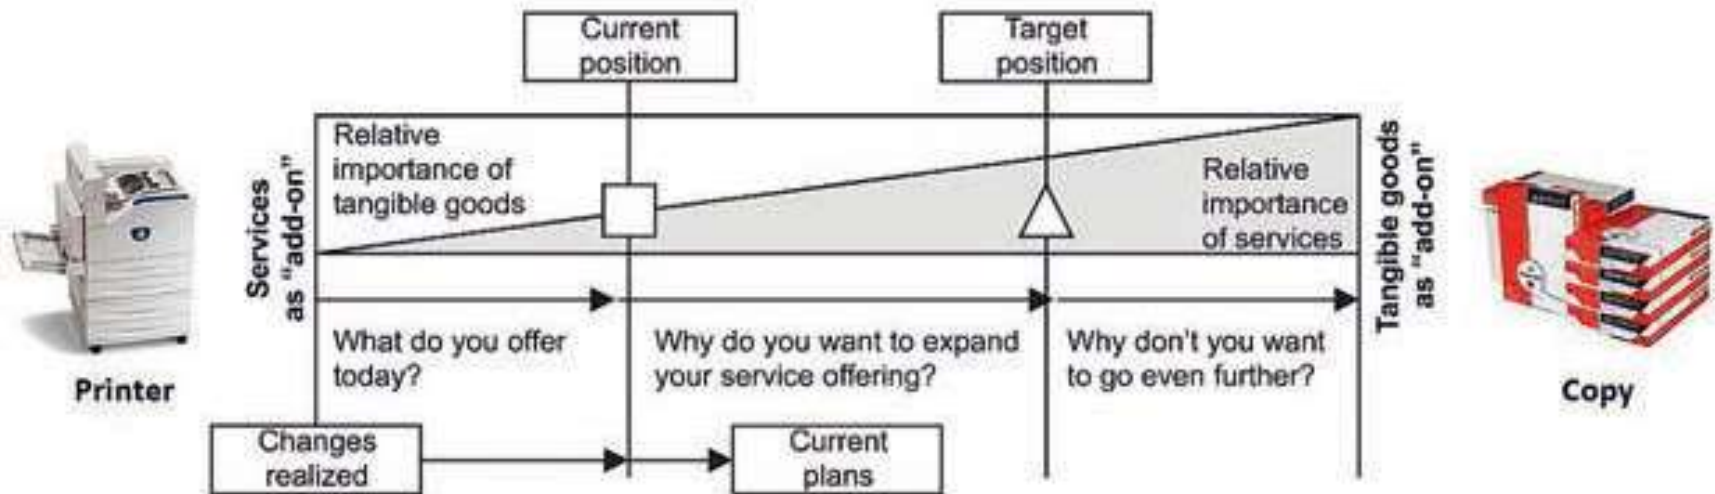 Current
position
Target
position
Services
as "add-on"
Relative
importance of
tangible goods
Relative
importance
of services
Tangible goods
as "add-on"
Printer
What do you offer
today?
Why do you want to expand
your service offering?
Why don't you want
to go even further?
Copy
Changes
realized
Current
plans